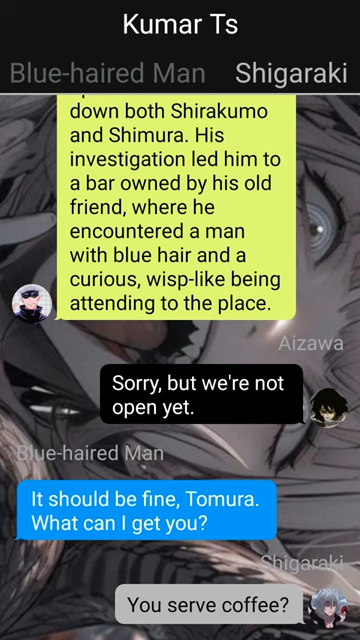 Kumar Ts
Blue-haired Man Shigaraki
down both Shirakumo
and Shimura. His
investigation led him to
a bar owned by his old
friend, where he
encountered a man
with blue hair and a
curious, wisp-like being
attending to the place.
Aizawa
Sorry, but we're not
open yet.
Blue-haired Man
It should be fine, Tomura.
What can I get you?
Shigaraki
You serve coffee?